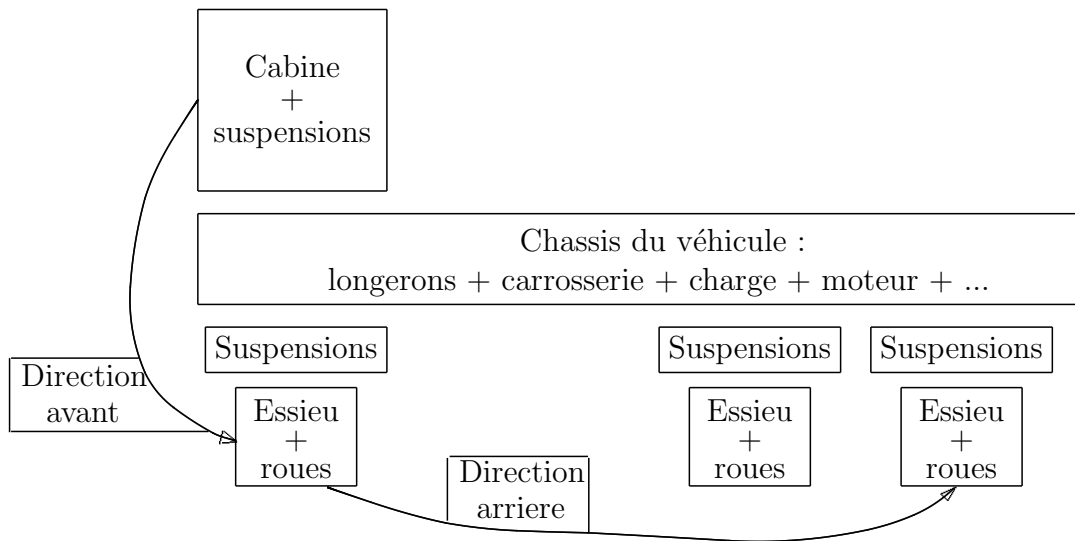 Cabine
+
suspensions
Chassis du véhicule :
longerons + carrosserie + charge + moteur + ...
Suspensions
Suspensions
Suspensions
Direction
avant
Essieu
+
roues
Essieu
+
roues
Essieu
+
roues
Direction
arriere